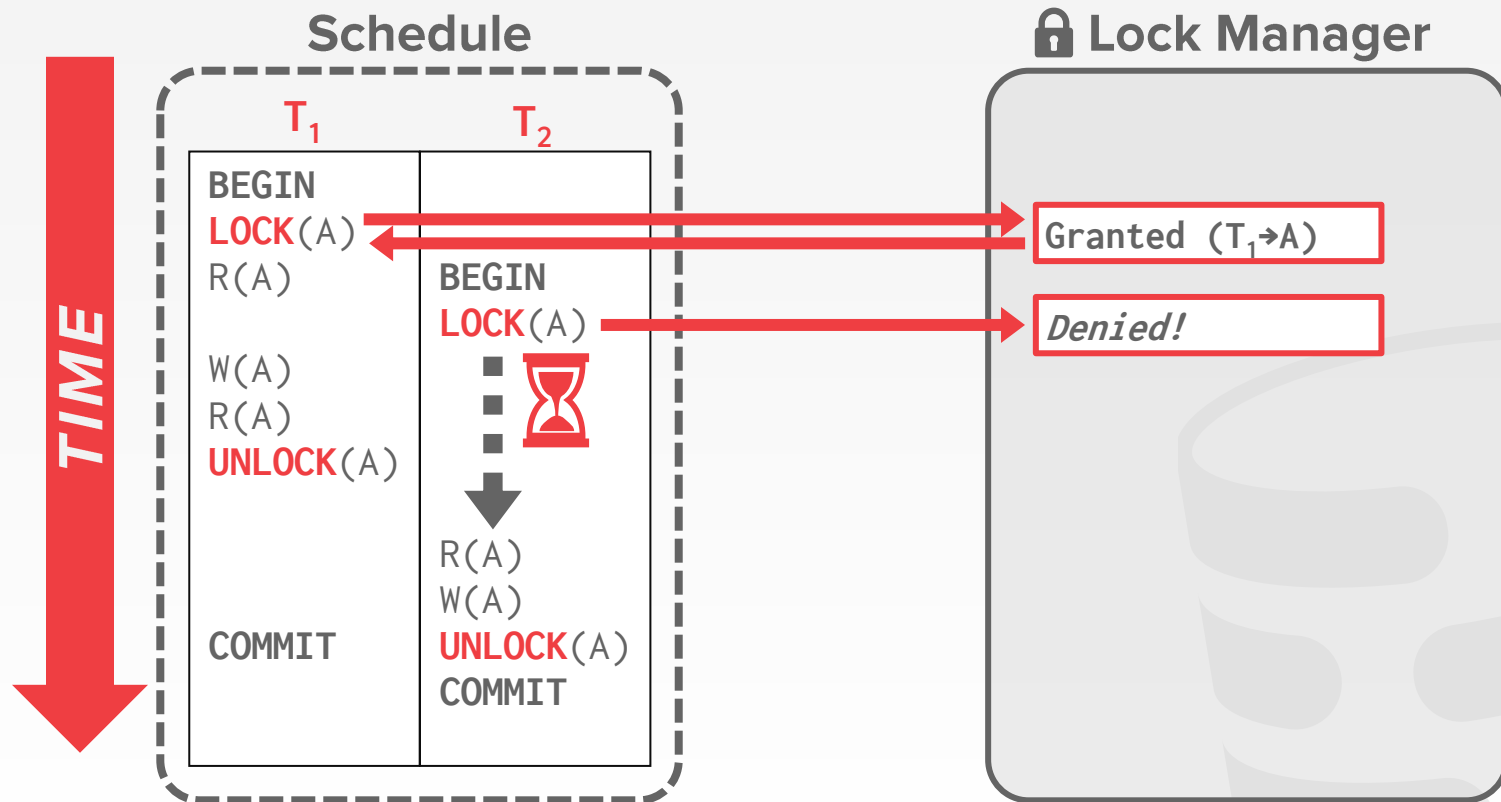 Schedule
Lock Manager
TIME
T1
T2
BEGIN
LOCK(A)
Granted (T1→A)
R(A)
BEGIN
LOCK(A)
Denied!
W(A)
R(A)
UNLOCK(A)
R(A)
W(A)
COMMIT
UNLOCK(A)
COMMIT